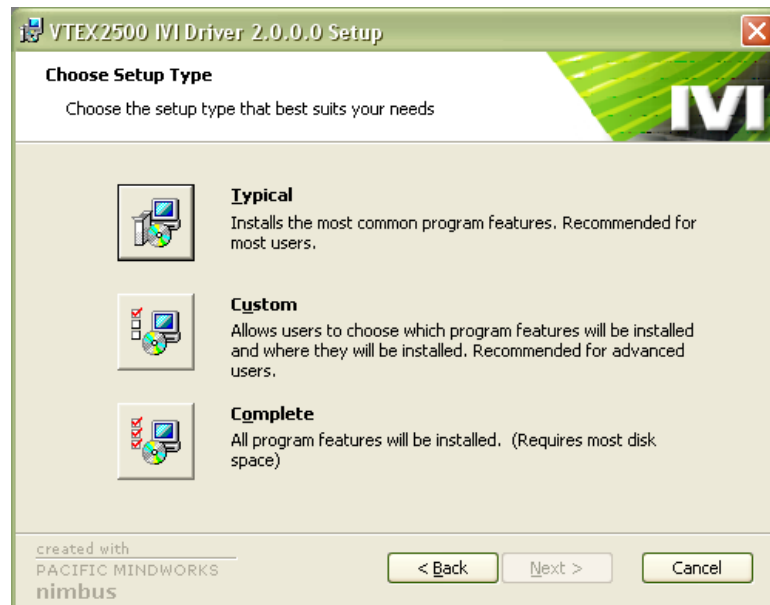 VTEX2500 IVI Driver 2.0.0.0 Setup
Choose Setup Type
Choose the setup type that best suits your needs
IVI
Typical
Installs the most common program features. Recommended for
most users.
Custom
Allows users to choose which program features will be installed
and where they will be installed. Recommended for advanced
users.
Complete
All program features will be installed.  (Requires most disk
space)
created with
PACIFIC MINDWORKS
nimbus
< Back
Next >
Cancel